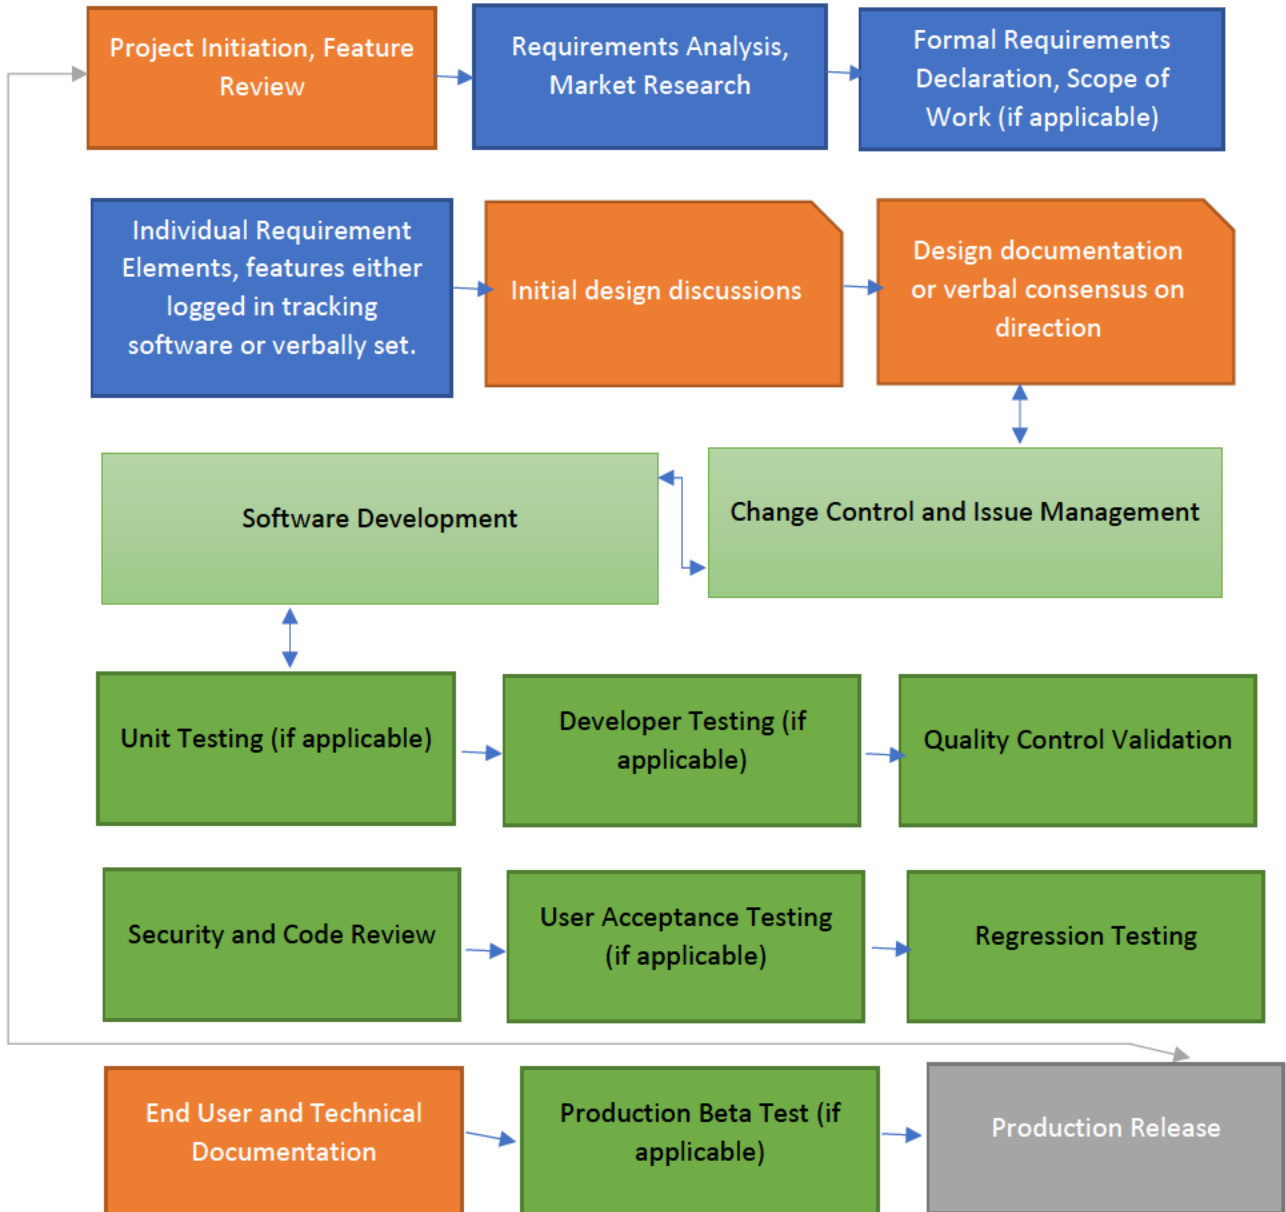 Project Initiation, Feature
Review
Requirements Analysis,
Market Research
Formal Requirements
Declaration, Scope of
Work (if applicable)
Individual Requirement
Elements, features either
logged in tracking
software or verbally set.
Initial design discussions
Design documentation
or verbal consensus on
direction
Software Development
Change Control and Issue Management
Unit Testing (if applicable)
Developer Testing (if
applicable)
Quality Control Validation
Security and Code Review
User Acceptance Testing
(if applicable)
Regression Testing
End User and Technical
Documentation
Production Beta Test (if
applicable)
Production Release